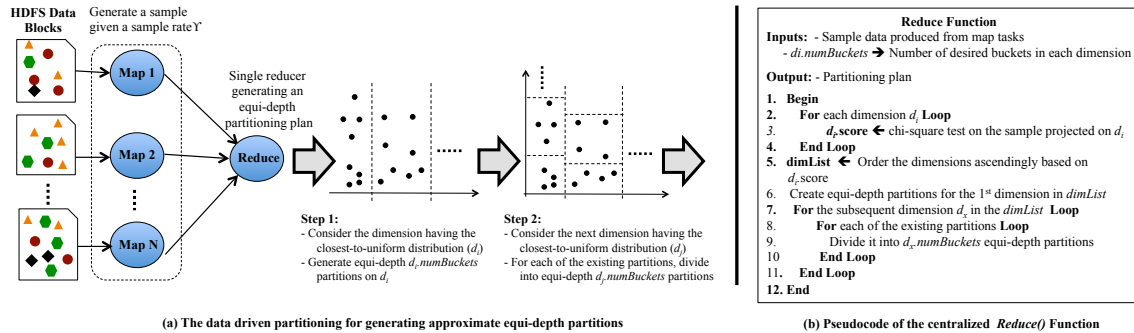 HDFS Data
Blocks
Generate a sample
given a sample rate ϒ
Map 1
Map 2
Map N
Single reducer
generating an
equi-depth
partitioning plan
Reduce
Step 1:
- Consider the dimension having the
closest-to-uniform distribution (di)
- Generate equi-depth di.numBuckets
partitions on di
Step 2:
- Consider the next dimension having the
closest-to-uniform distribution (dj)
- For each of the existing partitions, divide
into equi-depth dj.numBuckets partitions
(a) The data driven partitioning for generating approximate equi-depth partitions
Reduce Function
Inputs: - Sample data produced from map tasks
- di.numBuckets → Number of desired buckets in each dimension
Output: - Partitioning plan
1. Begin
2. For each dimension di Loop
3. di.score ← chi-square test on the sample projected on di
4. End Loop
5. dimList ← Order the dimensions ascendingly based on
di.score
6. Create equi-depth partitions for the 1st dimension in dimList
7. For the subsequent dimension dx in the dimList Loop
8. For each of the existing partitions Loop
9. Divide it into dx.numBuckets equi-depth partitions
10 End Loop
11. End Loop
12. End
(b) Pseudocode of the centralized Reduce() Function